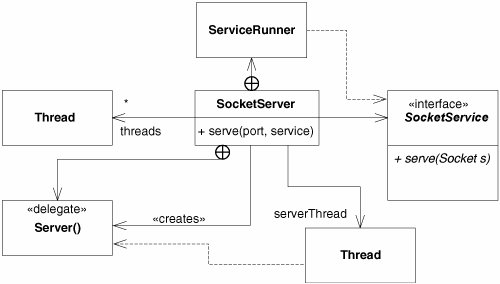 ServiceRunner
Thread
*
threads
SocketServer
+ serve(port, service)
«interface»
SocketService
+ serve(Socket s)
«delegate»
Server()
«creates»
serverThread
Thread